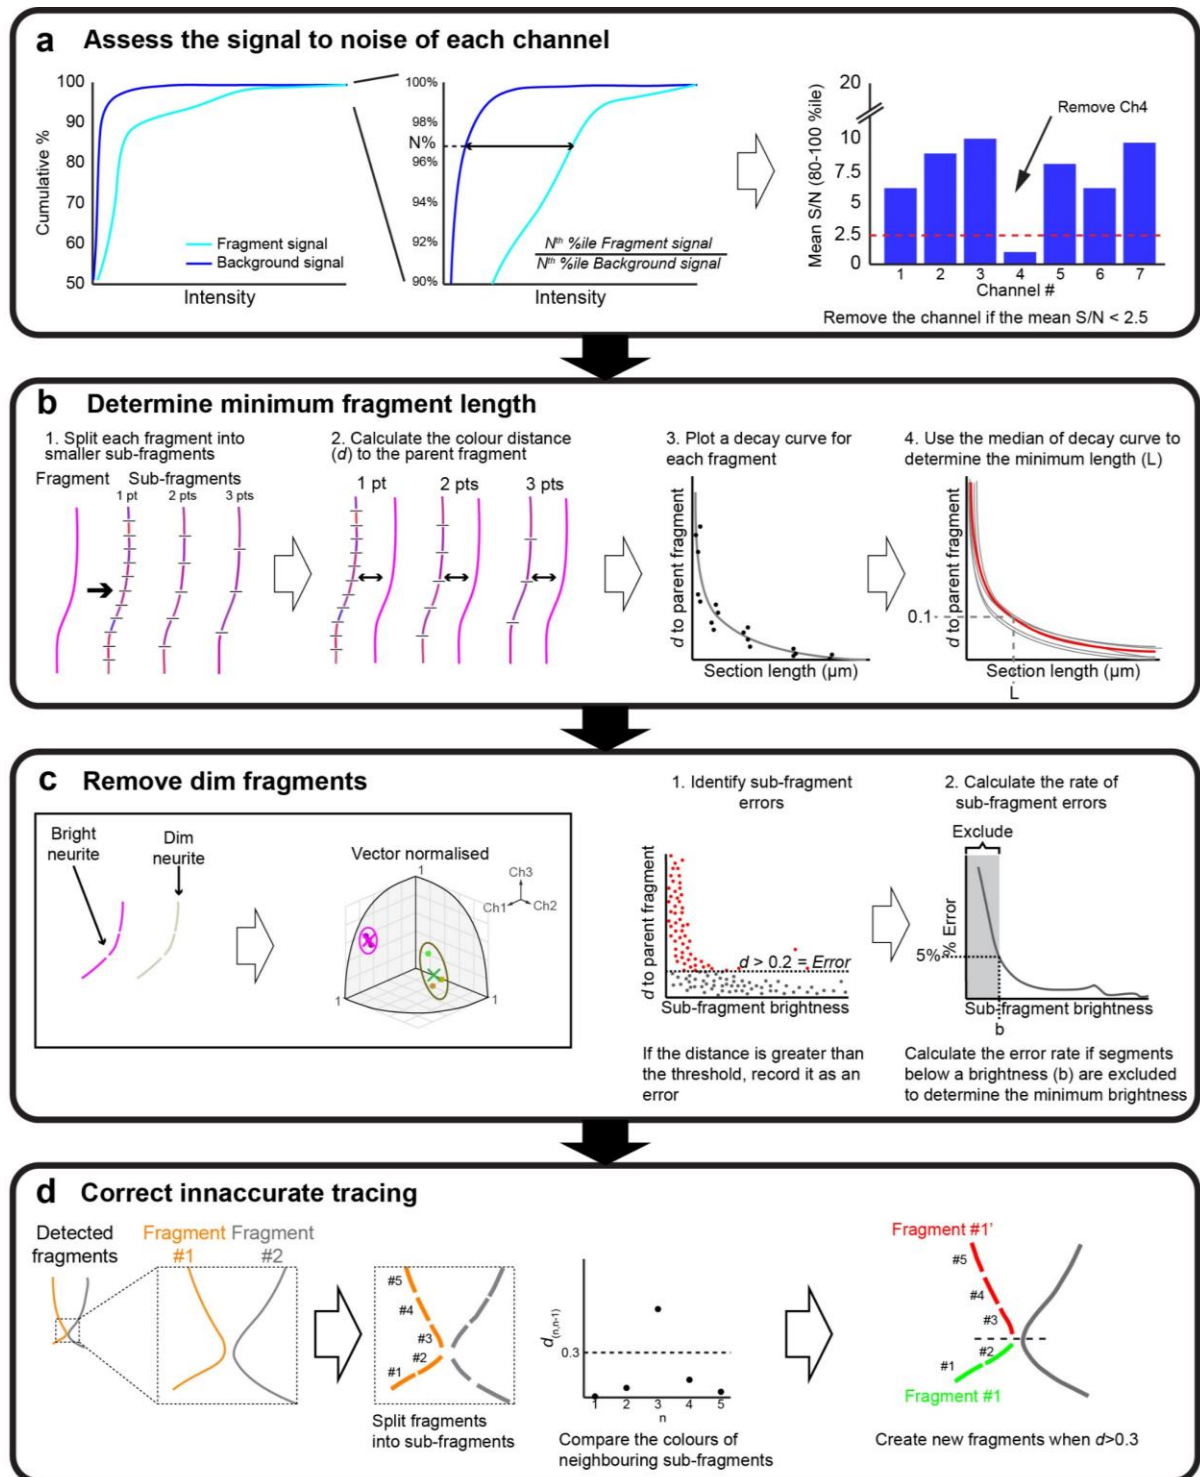 a Assess the signal to noise of each channel
100
90
80
70
60
50
Cumulative %
Fragment signal
Background signal
Intensity
100%
98%
N%
96%
94%
92%
90%
Nth %ile Fragment signal
Nth %ile Background signal
Intensity
20
10
7.5
5
2.5
0
Mean S/N (80-100 %ile)
Remove Ch4
1 2 3 4 5 6 7
Channel #
Remove the channel if the mean S/N < 2.5
b Determine minimum fragment length
1. Split each fragment into
smaller sub-fragments
Fragment Sub-fragments
1 pt 2 pts 3 pts
2. Calculate the colour distance
(d) to the parent fragment
1 pt 2 pts 3 pts
3. Plot a decay curve for
each fragment
d to parent fragment
Section length (µm)
4. Use the median of decay curve to
determine the minimum length (L)
d to parent fragment
0.1
Section length (µm)
L
c Remove dim fragments
Bright
neurite
Dim
neurite
Vector normalised
1
Ch3
Ch1 Ch2
1 1
1. Identify sub-fragment
errors
d to parent fragment
d > 0.2 = Error
Sub-fragment brightness
If the distance is greater than
the threshold, record it as an
error
2. Calculate the rate of
sub-fragment errors
Exclude
% Error
5%
Sub-fragment brightness
b
Calculate the error rate if segments
below a brightness (b) are excluded
to determine the minimum brightness
d Correct innaccurate tracing
Detected
fragments
Fragment
#1
Fragment
#2
#5
#4
#3
#2
#1
Split fragments
into sub-fragments
d(n,n-1)
0.3
1 2 3 4 5
n
Compare the colours of
neighbouring sub-fragments
Fragment #1'
#5
#4
#3
#2
#1
Fragment #1
Create new fragments when d>0.3